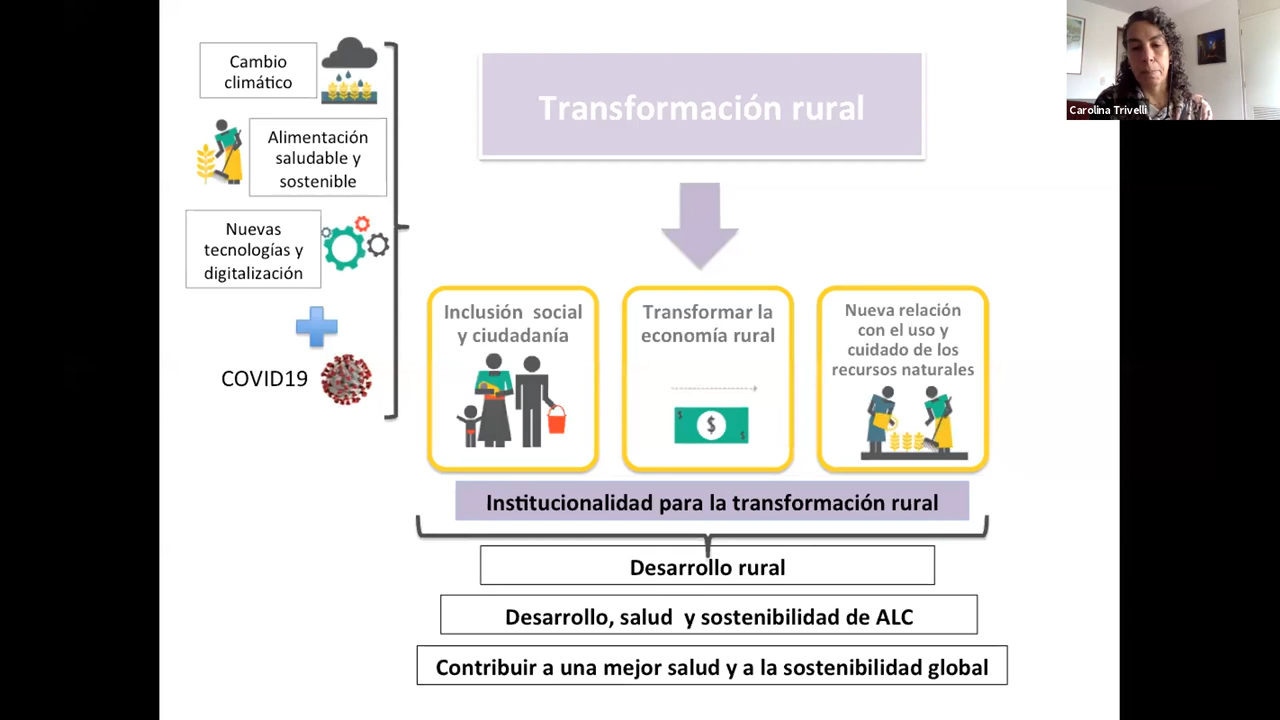 Cambio
climático
Alimentación
saludable y
sostenible
Nuevas
tecnologías y
digitalización
COVID19
Transformación rural
Inclusión social
y ciudadanía
Transformar la
economía rural
$
$
$
Nueva relación
con el uso y
cuidado de los
recursos naturales
Institucionalidad para la transformación rural
Desarrollo rural
Desarrollo, salud y sostenibilidad de ALC
Contribuir a una mejor salud y a la sostenibilidad global
Carolina Trivelli